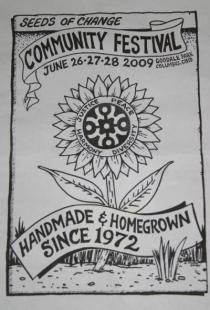 SEEDS OF CHANGE
COMMUNITY FESTIVAL
JUNE 26-27-28 2009
GOODALE PARK
COLUMBUS, OHIO
JUSTICE PEACE
HARMONY DIVERSITY
HANDMADE & HOMEGROWN
SINCE 1972